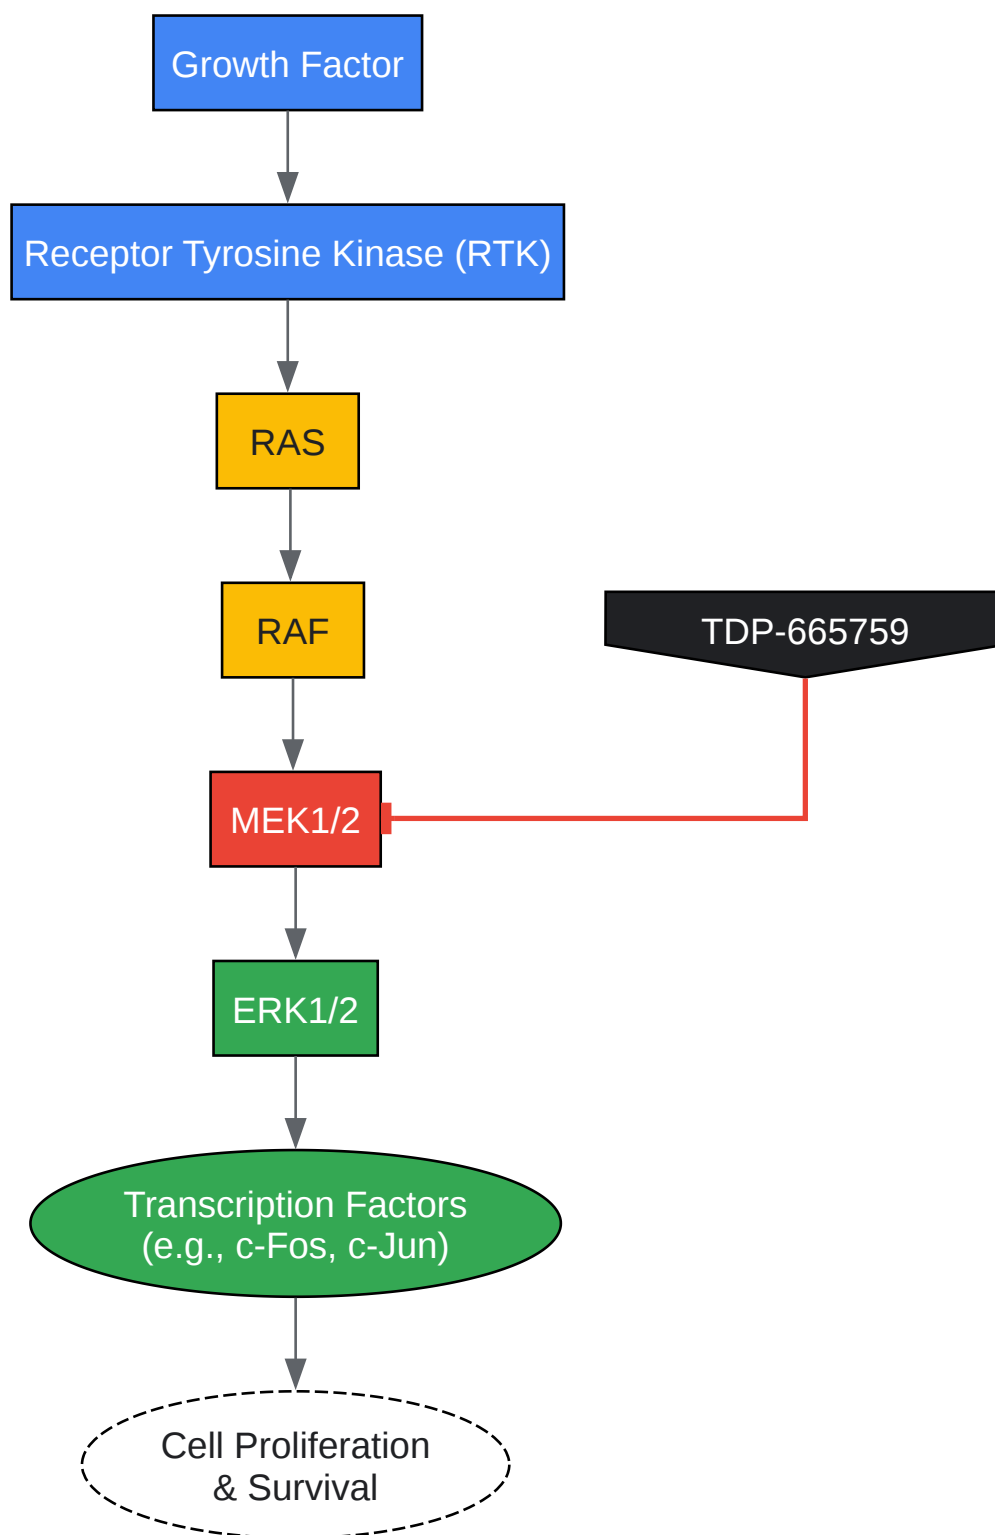 Growth Factor
Receptor Tyrosine Kinase (RTK)
RAS
RAF
TDP-665759
MEK1/2
ERK1/2
Transcription Factors
(e.g., c-Fos, c-Jun)
Cell Proliferation
& Survival